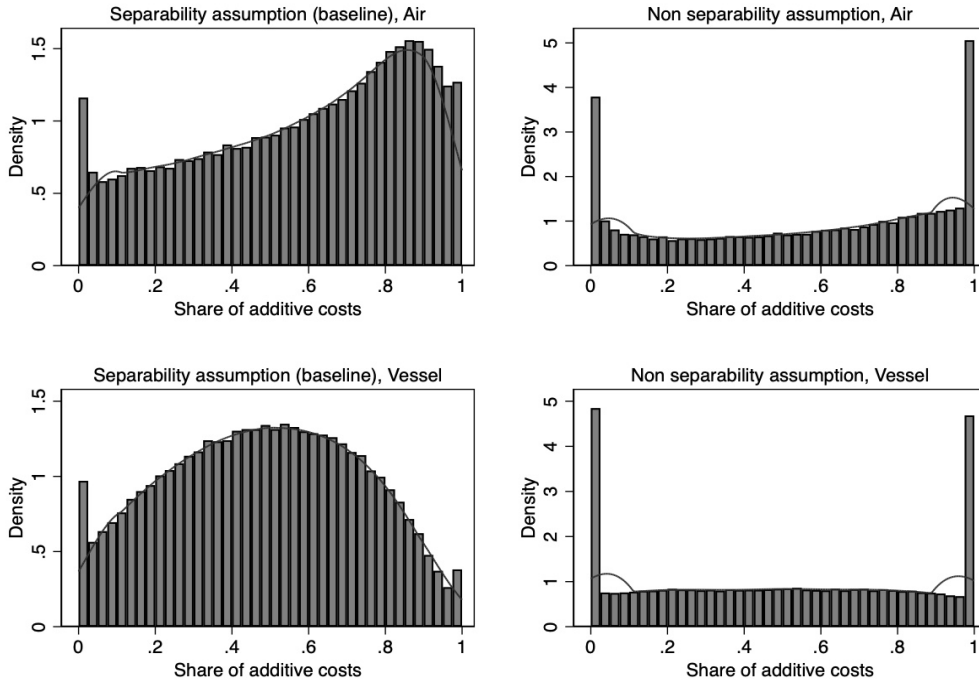 Separability assumption (baseline), Air
Density
0
.5
1
1.5
0 .2 .4 .6 .8 1
Share of additive costs
Non separability assumption, Air
Density
0
1
2
3
4
5
0 .2 .4 .6 .8 1
Share of additive costs
Separability assumption (baseline), Vessel
Density
0
.5
1
1.5
0 .2 .4 .6 .8 1
Share of additive costs
Non separability assumption, Vessel
Density
0
1
2
3
4
5
0 .2 .4 .6 .8 1
Share of additive costs